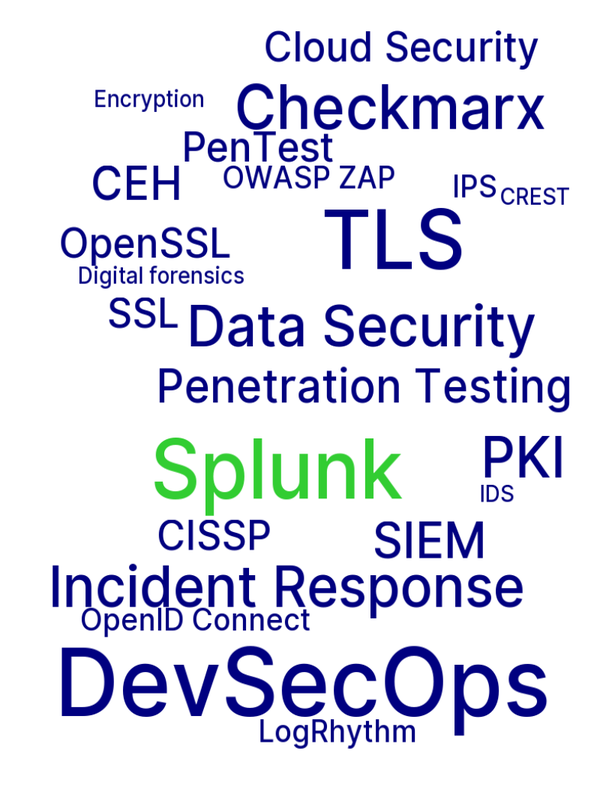 Cloud Security
Encryption
Checkmarx
PenTest
CEH
OWASP ZAP
IPS
CREST
OpenSSL
TLS
Digital forensics
SSL
Data Security
Penetration Testing
Splunk
PKI
IDS
CISSP
SIEM
Incident Response
OpenID Connect
DevSecOps
LogRhythm